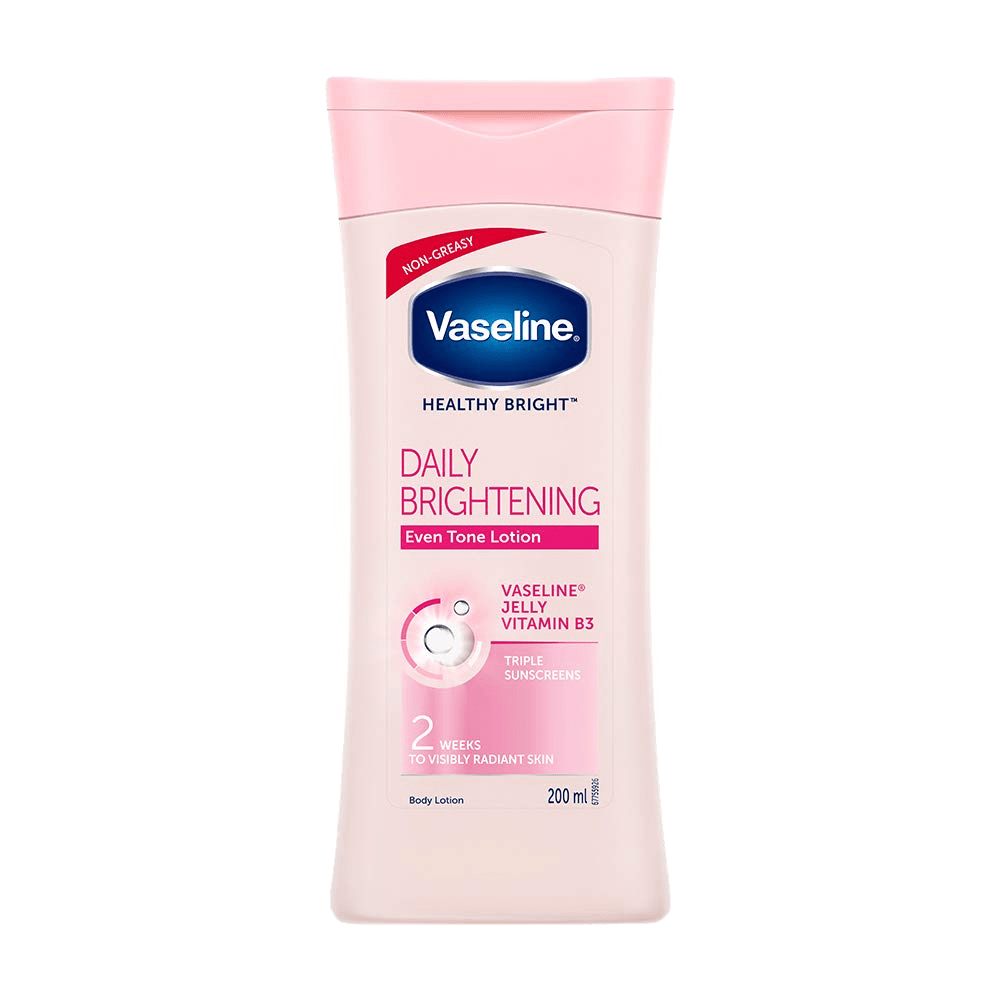 NON-GREASY
Vaseline®
HEALTHY BRIGHT™
DAILY
BRIGHTENING
Even Tone Lotion
VASELINE®
JELLY
VITAMIN B3
TRIPLE
SUNSCREENS
2 WEEKS
TO VISIBLY RADIANT SKIN
Body Lotion
200 ml
67755926